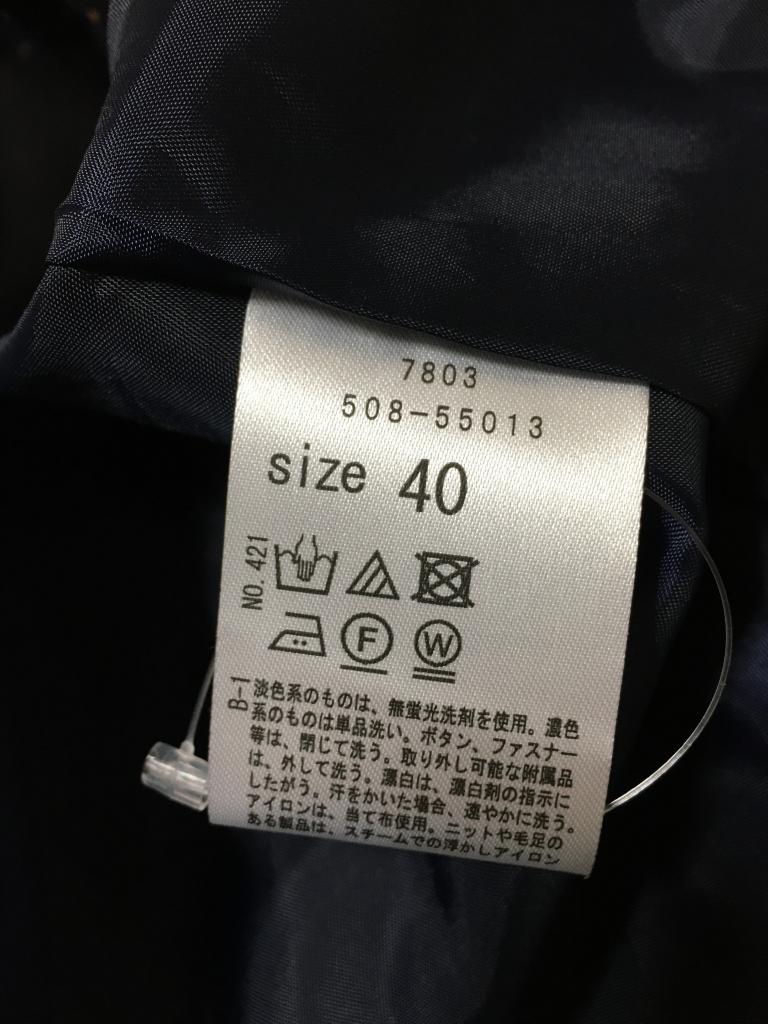 7803
508-55013
size 40
NO. 421
F W
B-1
淡色系のものは、無蛍光洗剤を使用。濃色
系のものは単品洗い。ボタン、ファスナー
等は、閉じて洗う。取り外し可能な附属品
は、外して洗う。漂白は、漂白剤の指示に
したがう。汗をかいた場合、速やかに洗う。
アイロンは、当て布使用。ニットや毛足の
ある製品は、スチームでの浮かしアイロン